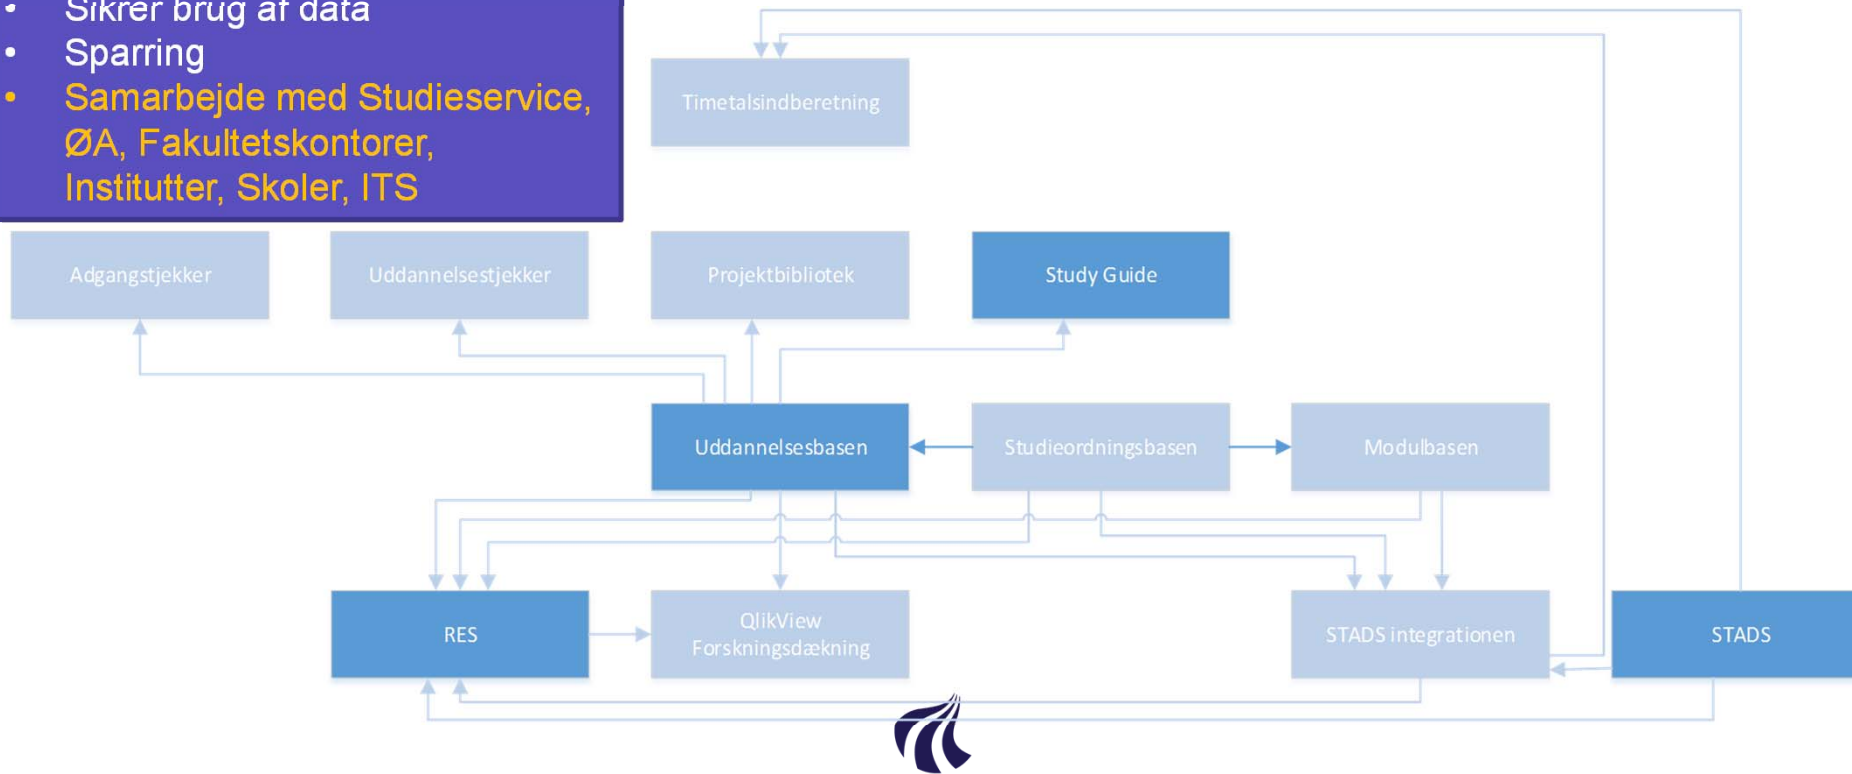 • Sikrer brug af data
• Sparring
• Samarbejde med Studieservice,
ØA, Fakultetskontorer,
Institutter, Skoler, ITS
Timetalsindberetning
Adgangstjekker
Uddannelsestjekker
Projektbibliotek
Study Guide
Uddannelsesbasen
Studieordningsbasen
Modulbasen
RES
QlikView
Forskningsdækning
STADS integrationen
STADS